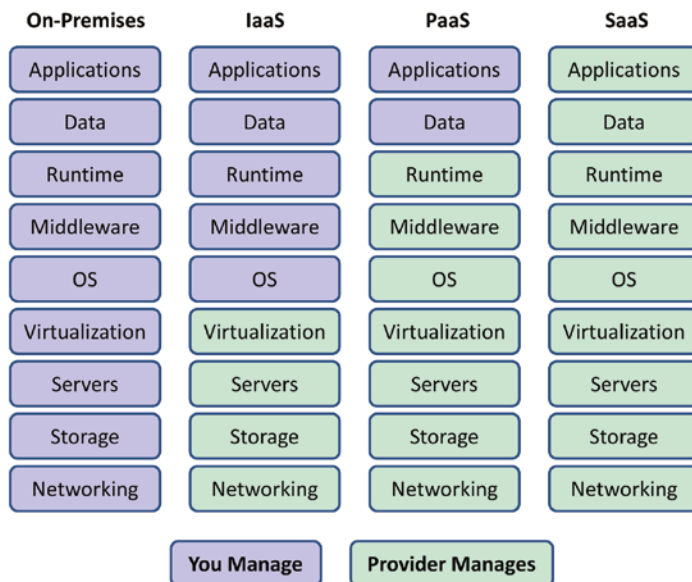 On-Premises IaaS PaaS SaaS
Applications Applications Applications Applications
Data Data Data Data
Runtime Runtime Runtime Runtime
Middleware Middleware Middleware Middleware
OS OS OS OS
Virtualization Virtualization Virtualization Virtualization
Servers Servers Servers Servers
Storage Storage Storage Storage
Networking Networking Networking Networking
You Manage Provider Manages